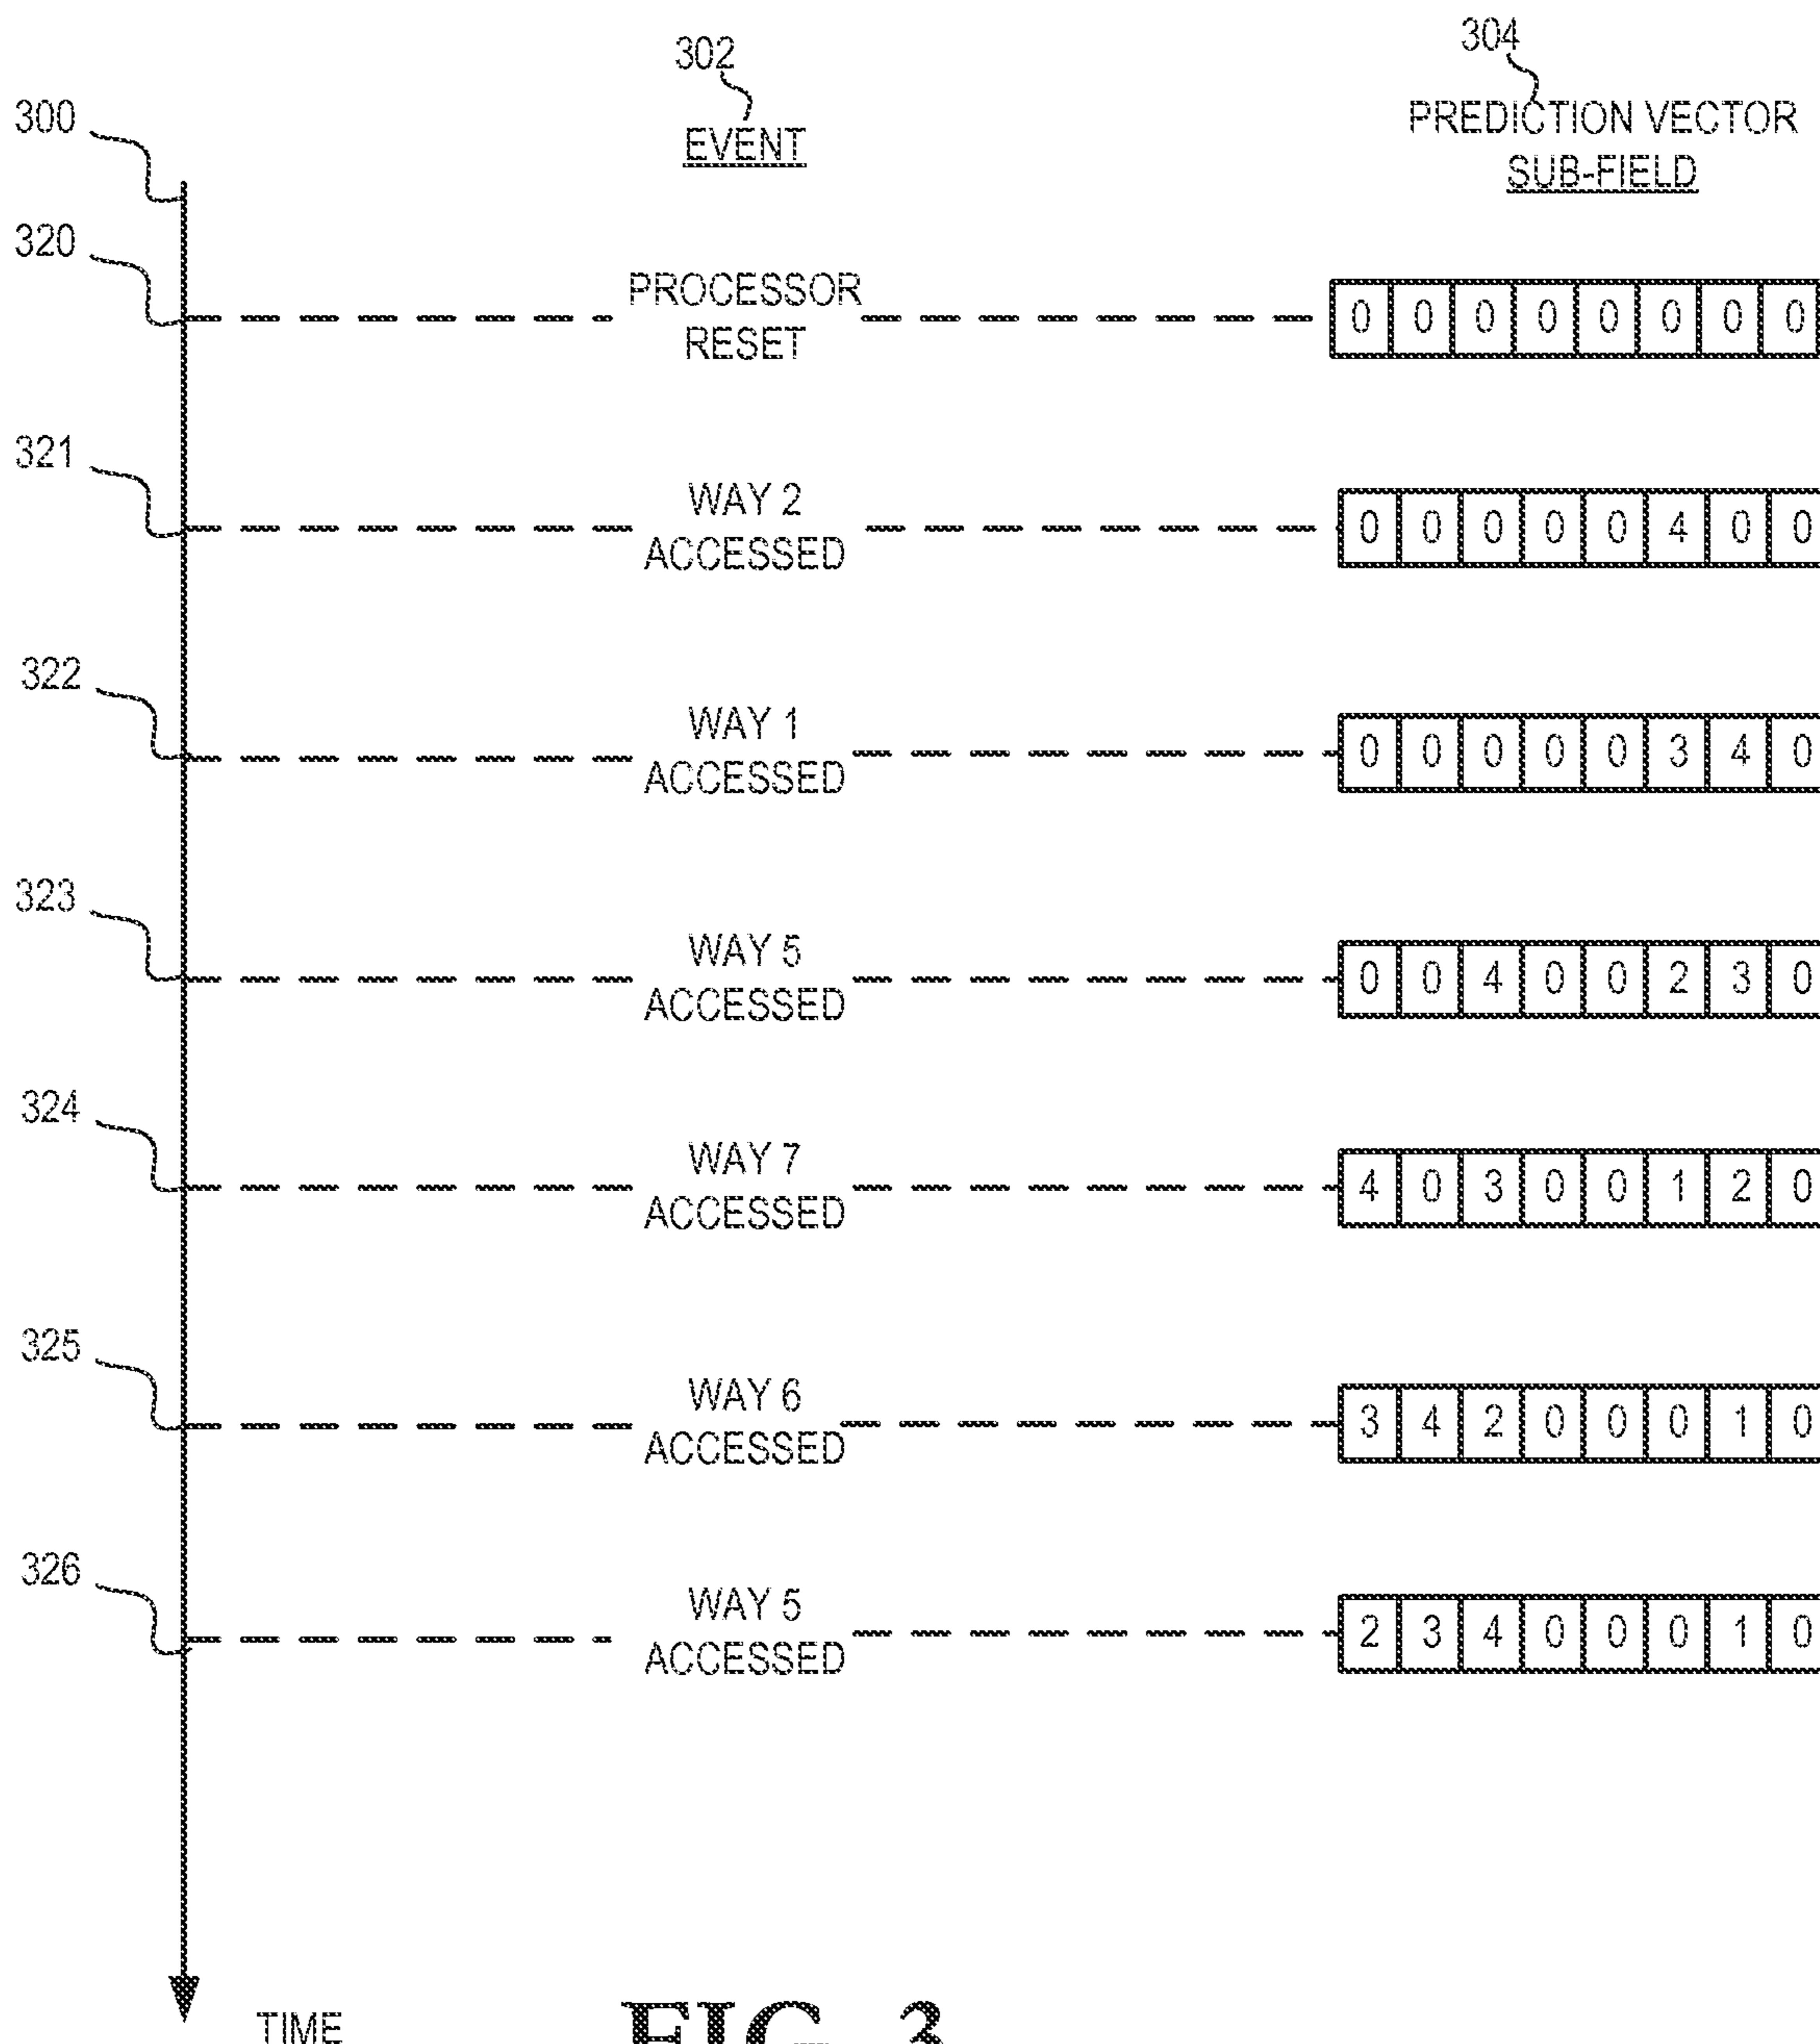 302
304
300
EVENT
PREDICTION VECTOR
SUB-FIELD
320
PROCESSOR
RESET
0 0 0 0 0 0 0 0
321
WAY 2
ACCESSED
0 0 0 0 0 4 0 0
322
WAY 1
ACCESSED
0 0 0 0 0 3 4 0
323
WAY 5
ACCESSED
0 0 4 0 0 2 3 0
324
WAY 7
ACCESSED
4 0 3 0 0 1 2 0
325
WAY 6
ACCESSED
3 4 2 0 0 0 1 0
326
WAY 5
ACCESSED
2 3 4 0 0 0 1 0
TIME
FIG. 3